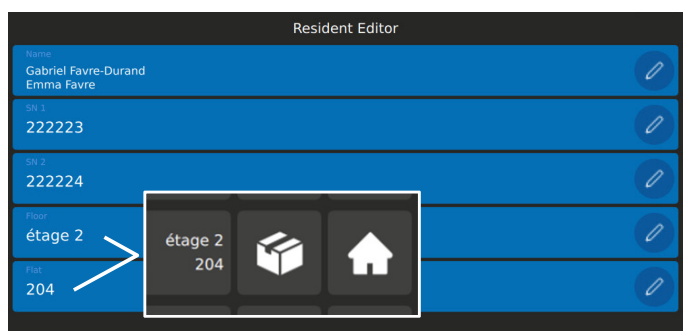 Resident Editor
Name
Gabriel Favre-Durand
Emma Favre
SN 1
222223
SN 2
222224
Floor
étage 2
Flat
204
étage 2
204